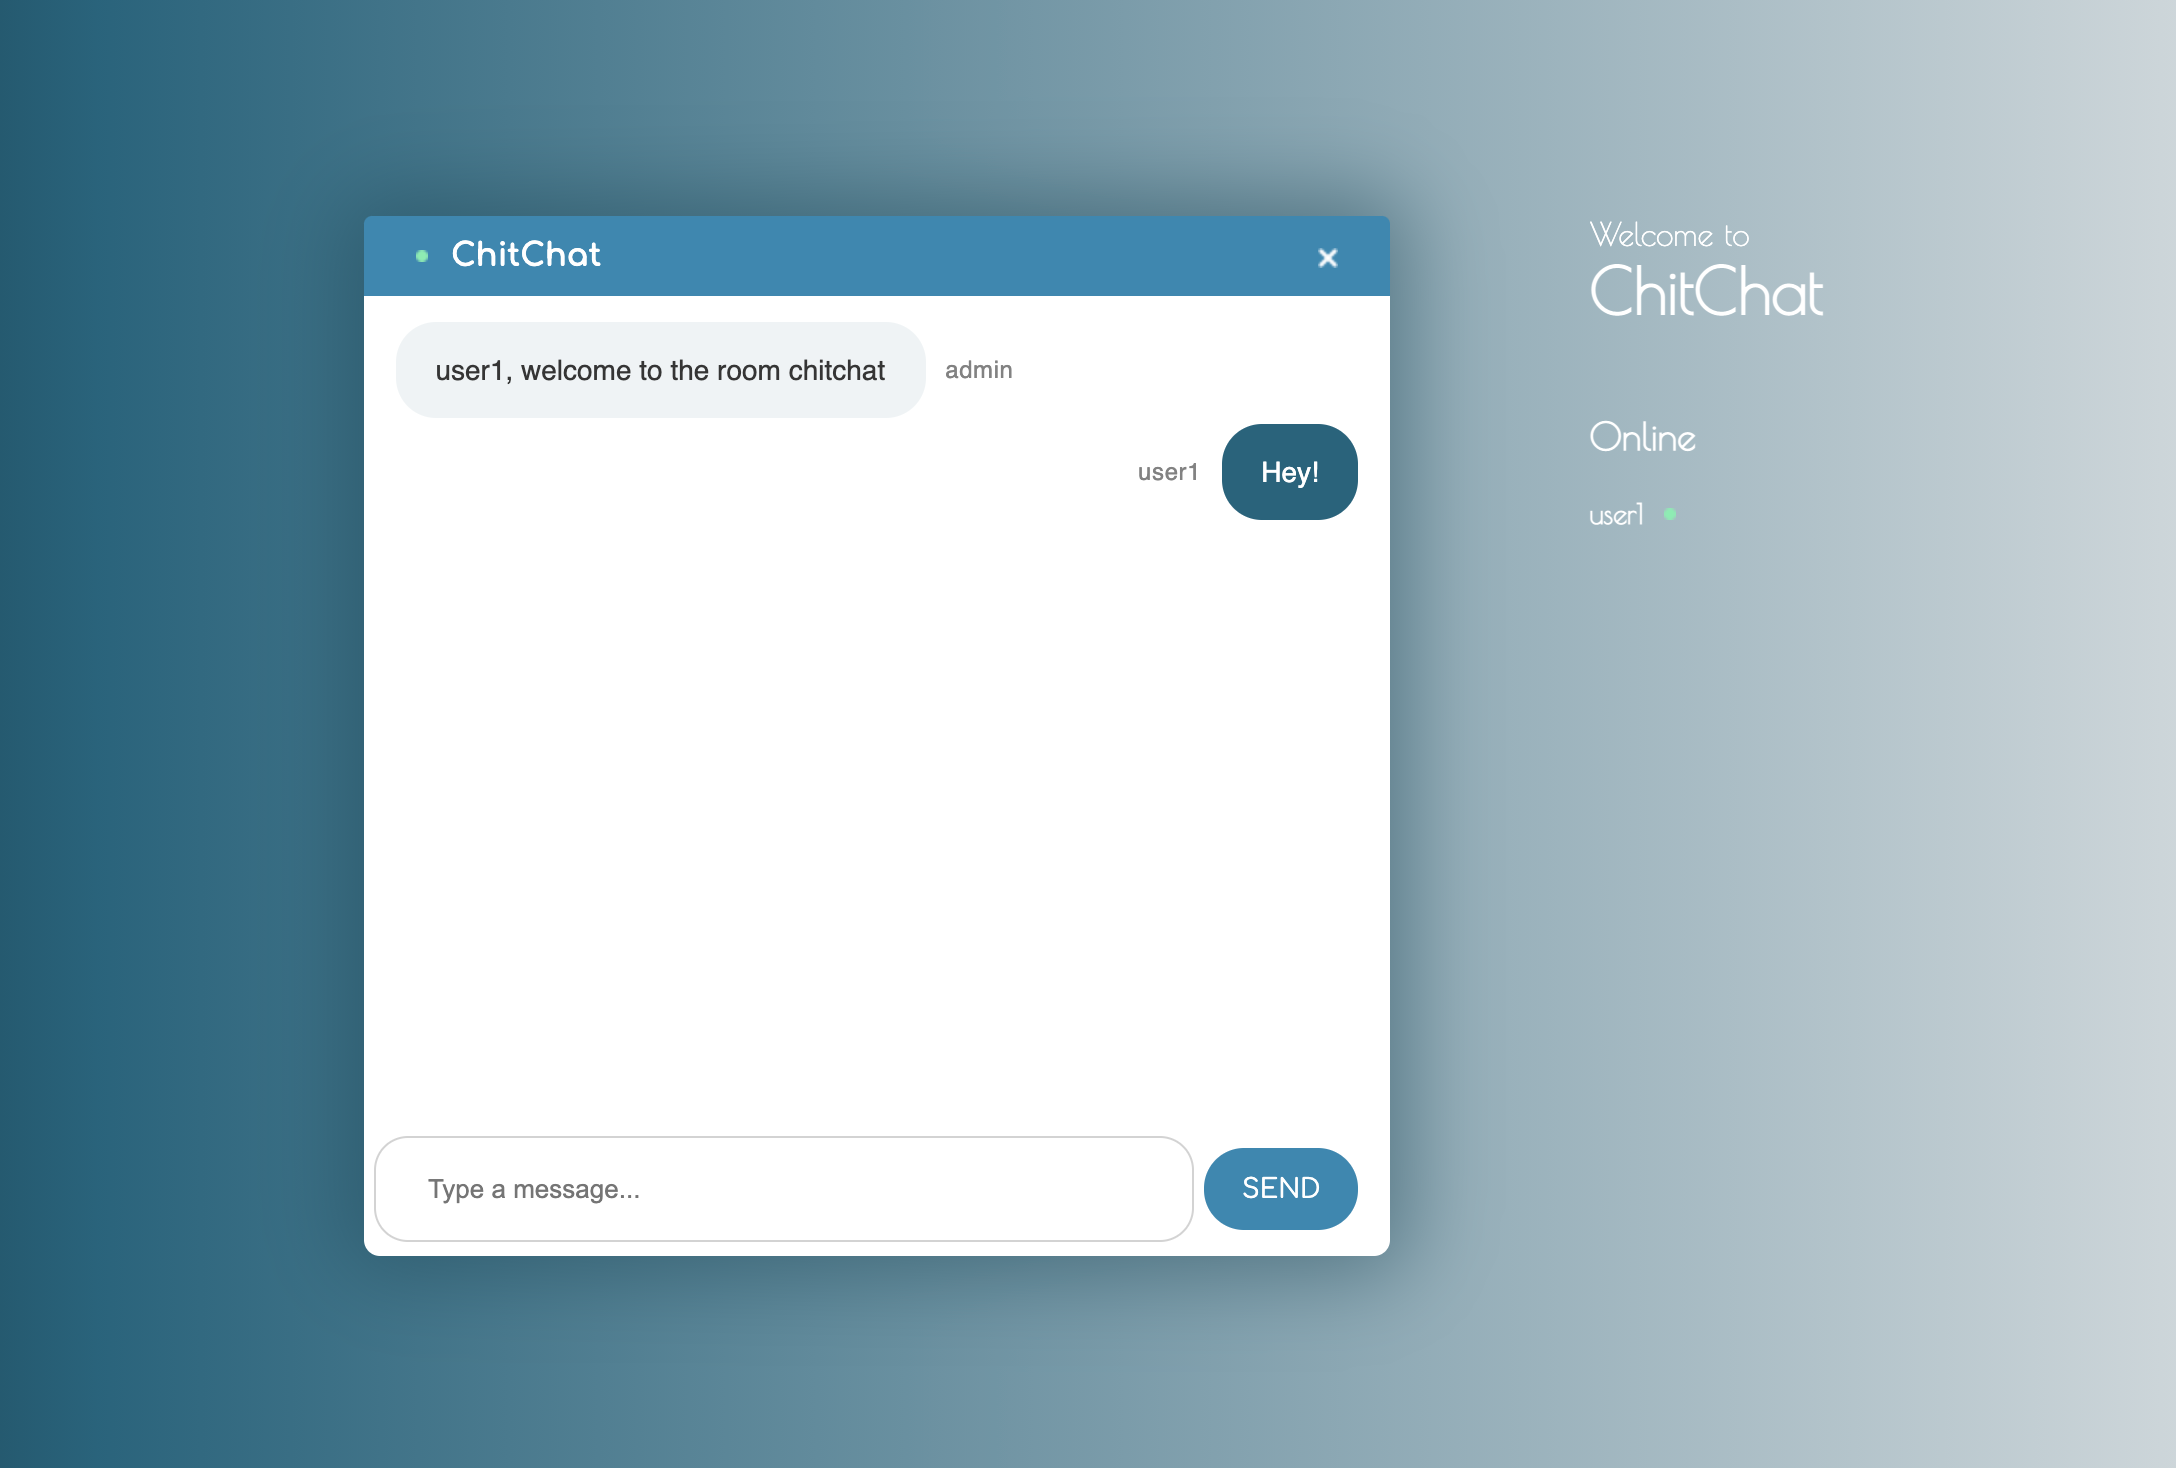 ChitChat
user1, welcome to the room chitchat admin
user1 Hey!
Type a message...
SEND
Welcome to
ChitChat
Online
user1